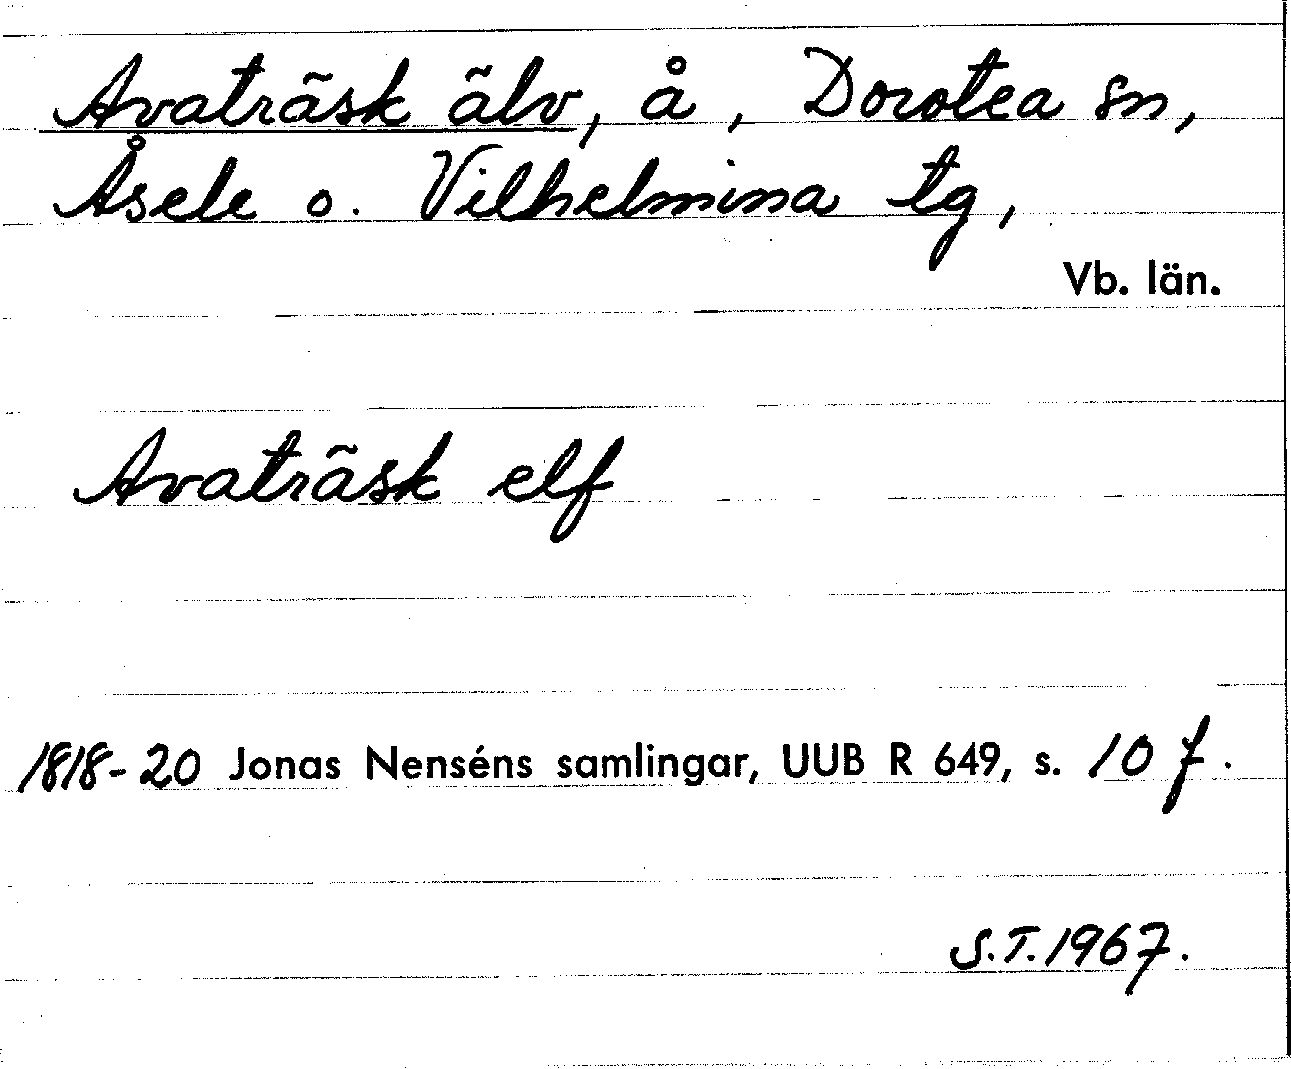 Avaträsk älv, å, Dorotea sn,
Åsele o. Vilhelmina tg,
Vb. län.
Avaträsk elf
1818-20 Jonas Nenséns samlingar, UUB R 649, s. 10 f.
S.T. 1967.